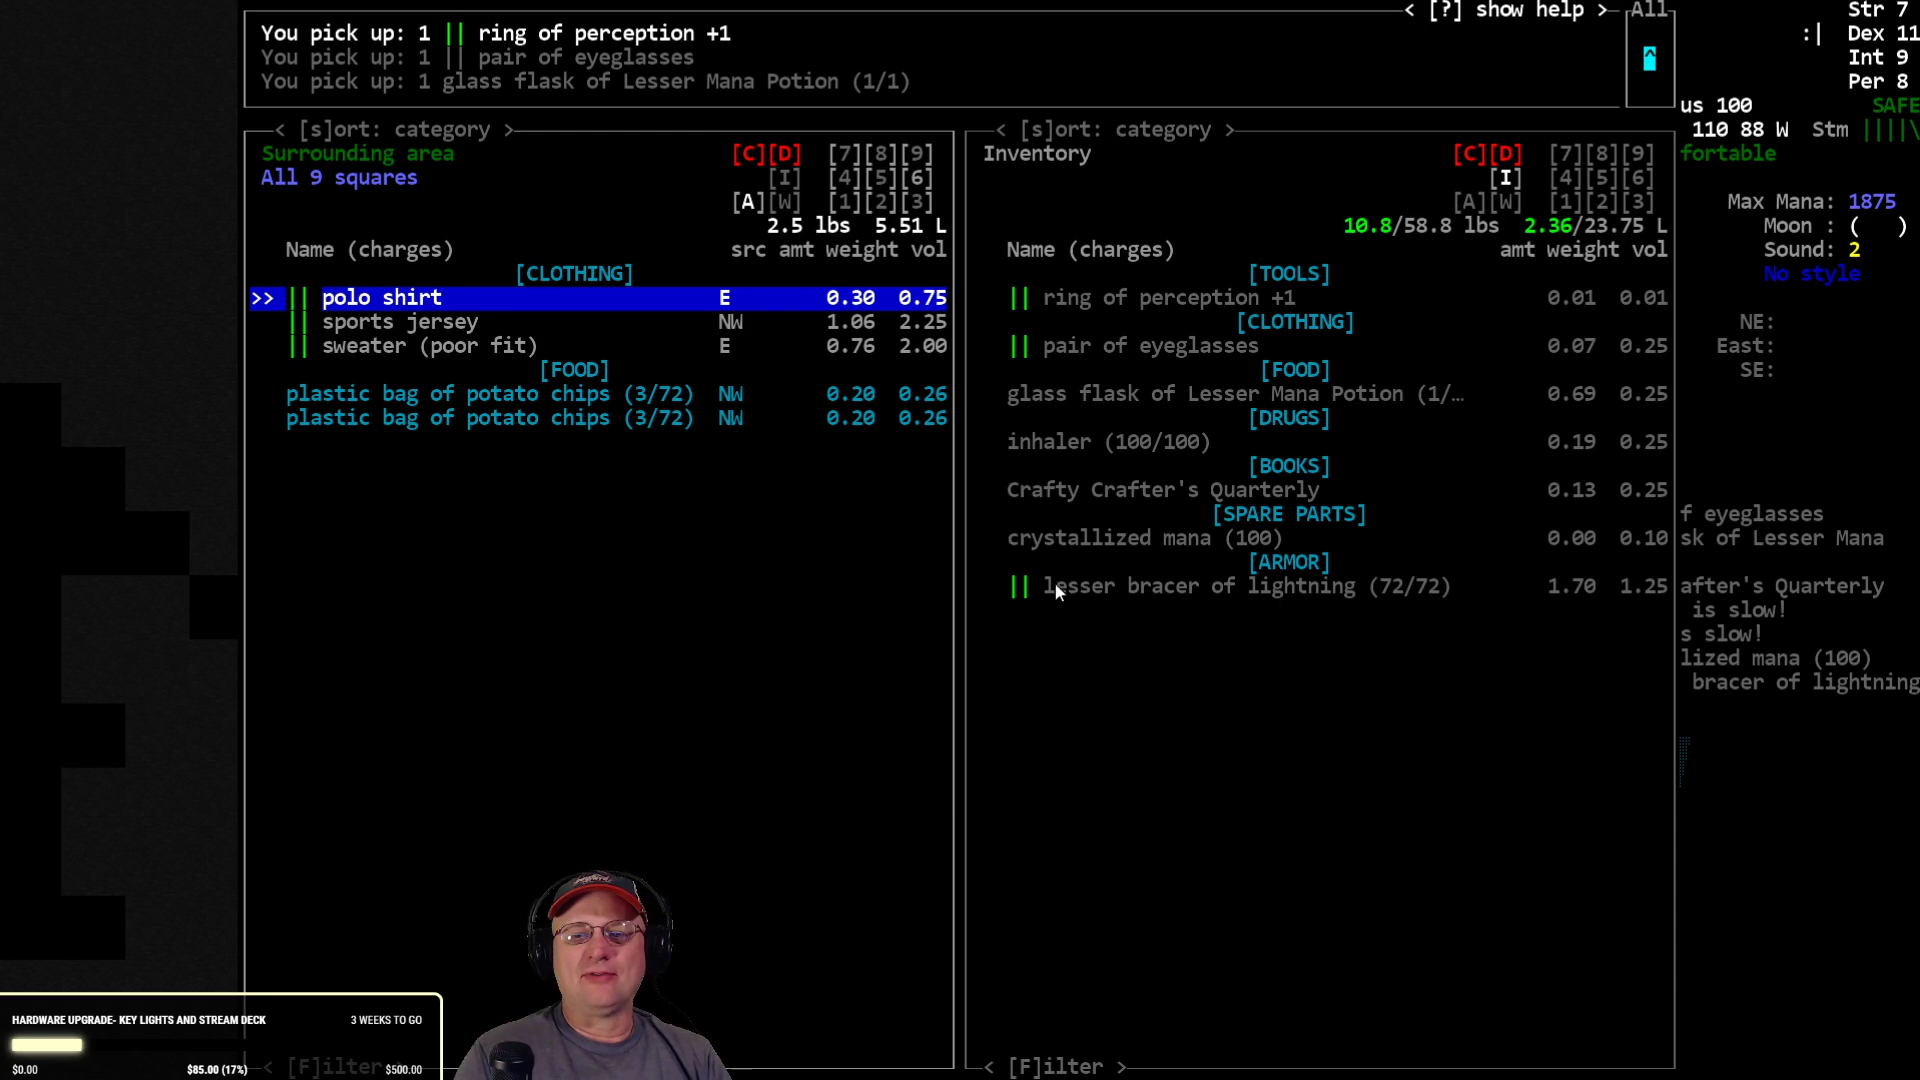 < [?] show help >
All
You pick up: 1 || ring of perception +1
You pick up: 1 || pair of eyeglasses
You pick up: 1 glass flask of Lesser Mana Potion (1/1)
^
:|
Str 7
Dex 11
Int 9
Per 8
us 100 SAFE
110 88 W Stm ||||\
fortable
Max Mana: 1875
Moon : ( )
Sound: 2
No style
NE:
East:
SE:
f eyeglasses
sk of Lesser Mana
after's Quarterly
is slow!
s slow!
lized mana (100)
bracer of lightning
< [s]ort: category >
Surrounding area
All 9 squares
[C][D] [7][8][9]
[I] [4][5][6]
[A][W] [1][2][3]
2.5 lbs 5.51 L
Name (charges) src amt weight vol
[CLOTHING]
>> || polo shirt E 0.30 0.75
|| sports jersey NW 1.06 2.25
|| sweater (poor fit) E 0.76 2.00
[FOOD]
plastic bag of potato chips (3/72) NW 0.20 0.26
plastic bag of potato chips (3/72) NW 0.20 0.26
< [F]ilter >
< [s]ort: category >
Inventory
[C][D] [7][8][9]
[I] [4][5][6]
[A][W] [1][2][3]
10.8/58.8 lbs 2.36/23.75 L
Name (charges) amt weight vol
[TOOLS]
|| ring of perception +1 0.01 0.01
[CLOTHING]
|| pair of eyeglasses 0.07 0.25
[FOOD]
glass flask of Lesser Mana Potion (1/… 0.69 0.25
[DRUGS]
inhaler (100/100) 0.19 0.25
[BOOKS]
Crafty Crafter's Quarterly 0.13 0.25
[SPARE PARTS]
crystallized mana (100) 0.00 0.10
[ARMOR]
|| lesser bracer of lightning (72/72) 1.70 1.25
< [F]ilter >
HARDWARE UPGRADE- KEY LIGHTS AND STREAM DECK
3 WEEKS TO GO
$0.00
$85.00 (17%)
$500.00